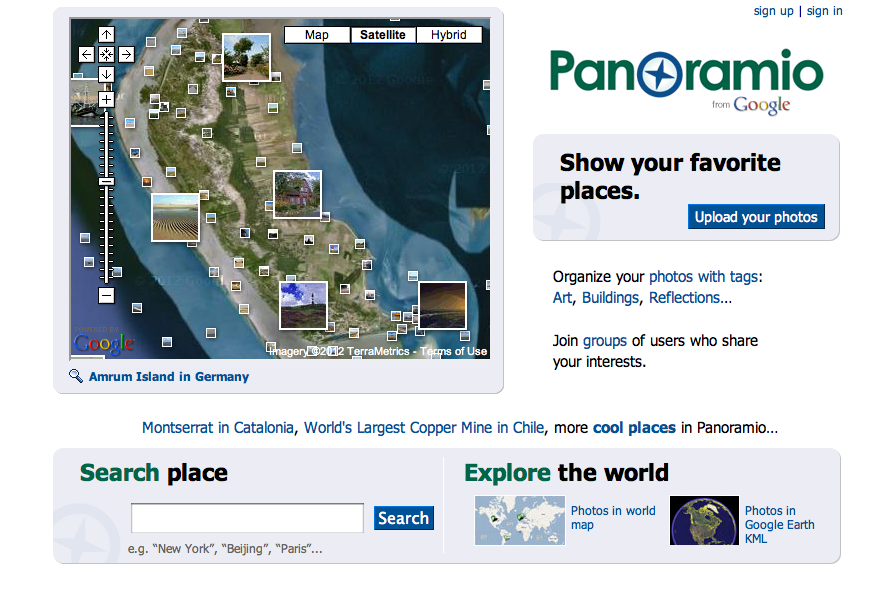 sign up | sign in
Map
Satellite
Hybrid
POWERED BY
Google
Imagery ©2012 TerraMetrics - Terms of Use
Amrum Island in Germany
Panoramio
from Google
Show your favorite
places.
Upload your photos
Organize your photos with tags:
Art, Buildings, Reflections...
Join groups of users who share
your interests.
Montserrat in Catalonia, World's Largest Copper Mine in Chile, more cool places in Panoramio...
Search place
Search
e.g. “New York”, “Beijing”, “Paris”...
Explore the world
Photos in world
map
Photos in
Google Earth
KML